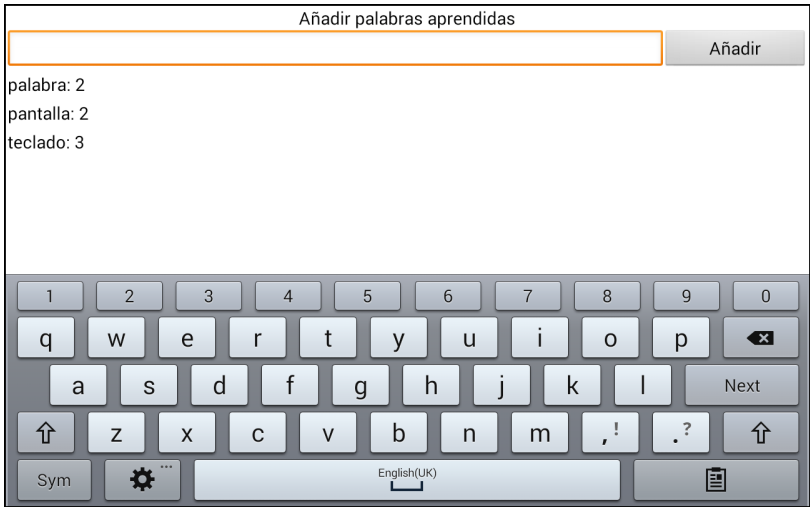 Añadir palabras aprendidas
Añadir
palabra: 2
pantalla: 2
teclado: 3
1 2 3 4 5 6 7 8 9 0
q w e r t y u i o p
a s d f g h j k l Next
z x c v b n m ,! .?
Sym ... English(UK)